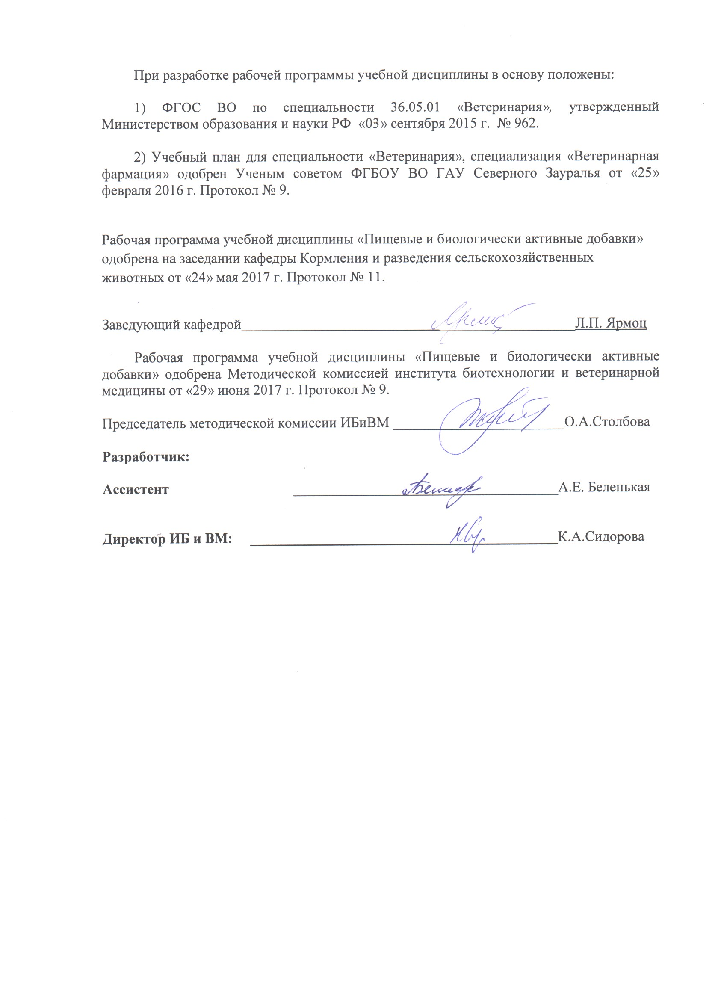 При разработке рабочей программы учебной дисциплины в основу положены:
1) ФГОС ВО по специальности 36.05.01 «Ветеринария», утвержденный
Министерством образования и науки РФ «03» сентября 2015 г. № 962.
2) Учебный план для специальности «Ветеринария», специализация «Ветеринарная
фармация» одобрен Ученым советом ФГБОУ ВО ГАУ Северного Зауралья от «25»
февраля 2016 г. Протокол № 9.
Рабочая программа учебной дисциплины «Пищевые и биологически активные добавки»
одобрена на заседании кафедры Кормления и разведения сельскохозяйственных
животных от «24» мая 2017 г. Протокол № 11.
Заведующий кафедрой Л.П. Ярмоц
Рабочая программа учебной дисциплины «Пищевые и биологически активные
добавки» одобрена Методической комиссией института биотехнологии и ветеринарной
медицины от «29» июня 2017 г. Протокол № 9.
Председатель методической комиссии ИБиВМ О.А.Столбова
Разработчик:
Ассистент А.Е. Беленькая
Директор ИБ и ВМ: К.А.Сидорова